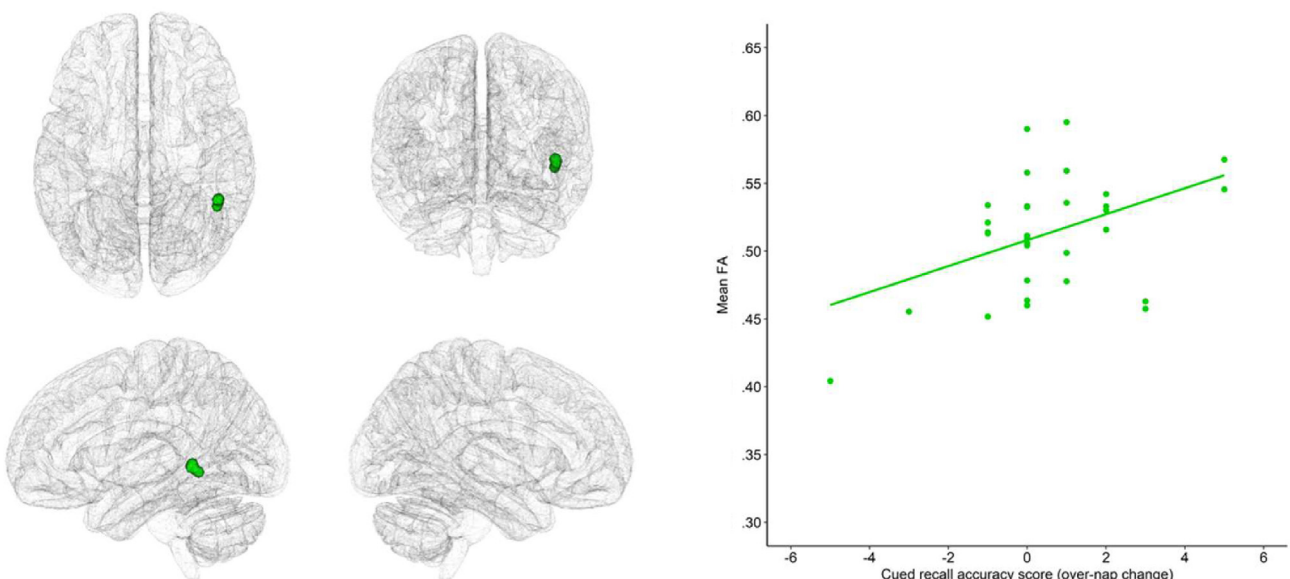 .65
.60
.55
.50
.45
.40
.35
.30
Mean FA
-6 -4 -2 0 2 4 6
Cued recall accuracy score (over-nap change)